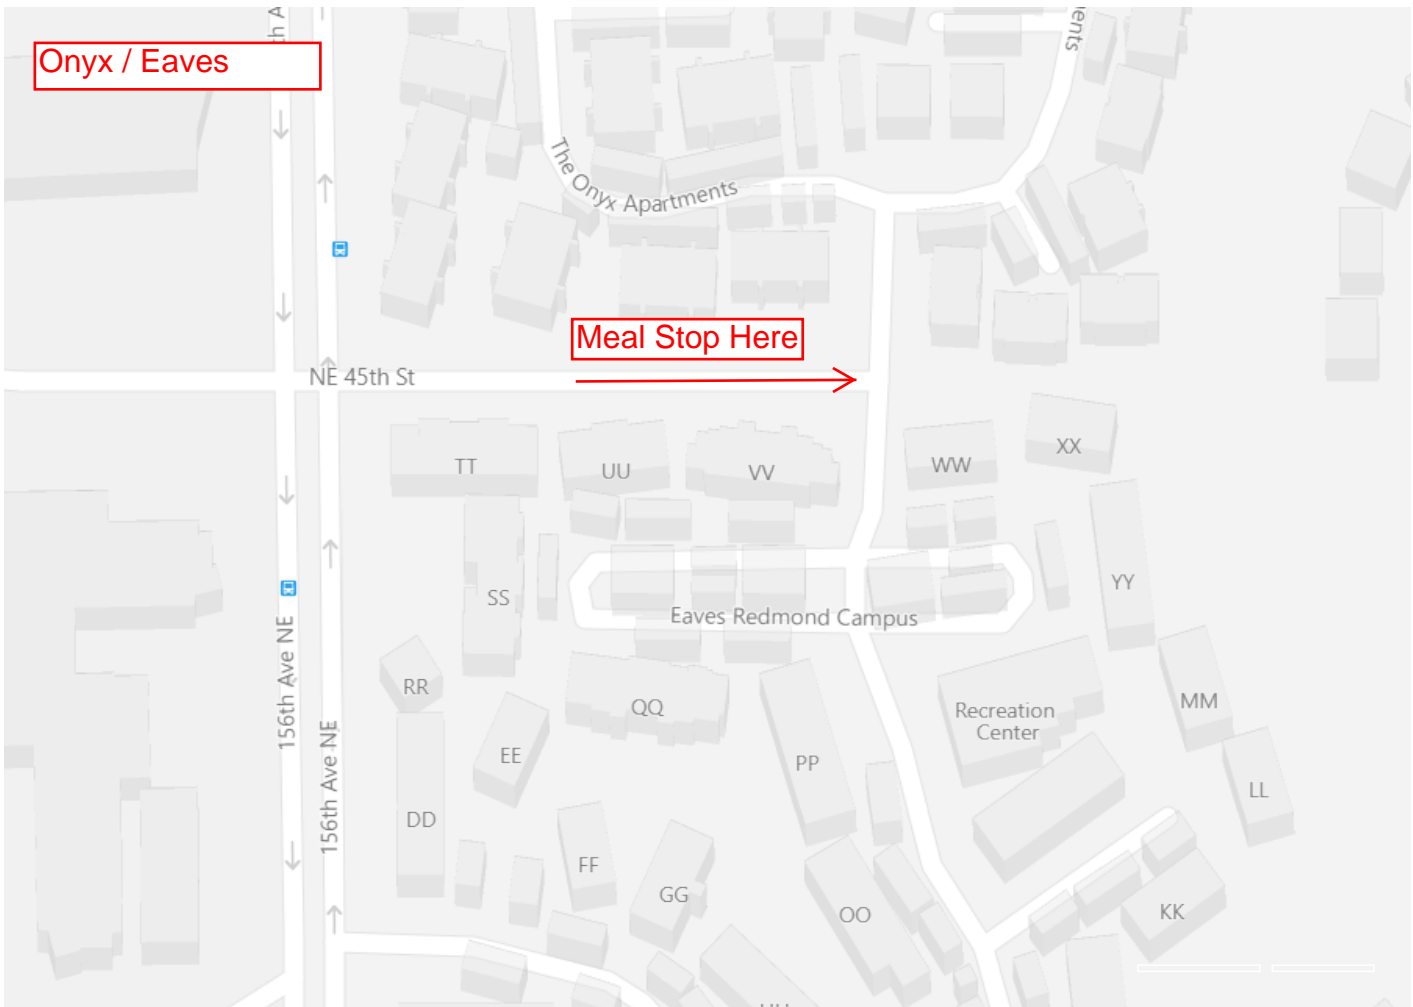 th A
ents
Onyx / Eaves
The Onyx Apartments
Meal Stop Here
NE 45th St
TT
UU
VV
WW
XX
YY
SS
Eaves Redmond Campus
156th Ave NE
156th Ave NE
RR
QQ
EE
PP
Recreation
Center
MM
LL
DD
FF
GG
OO
KK